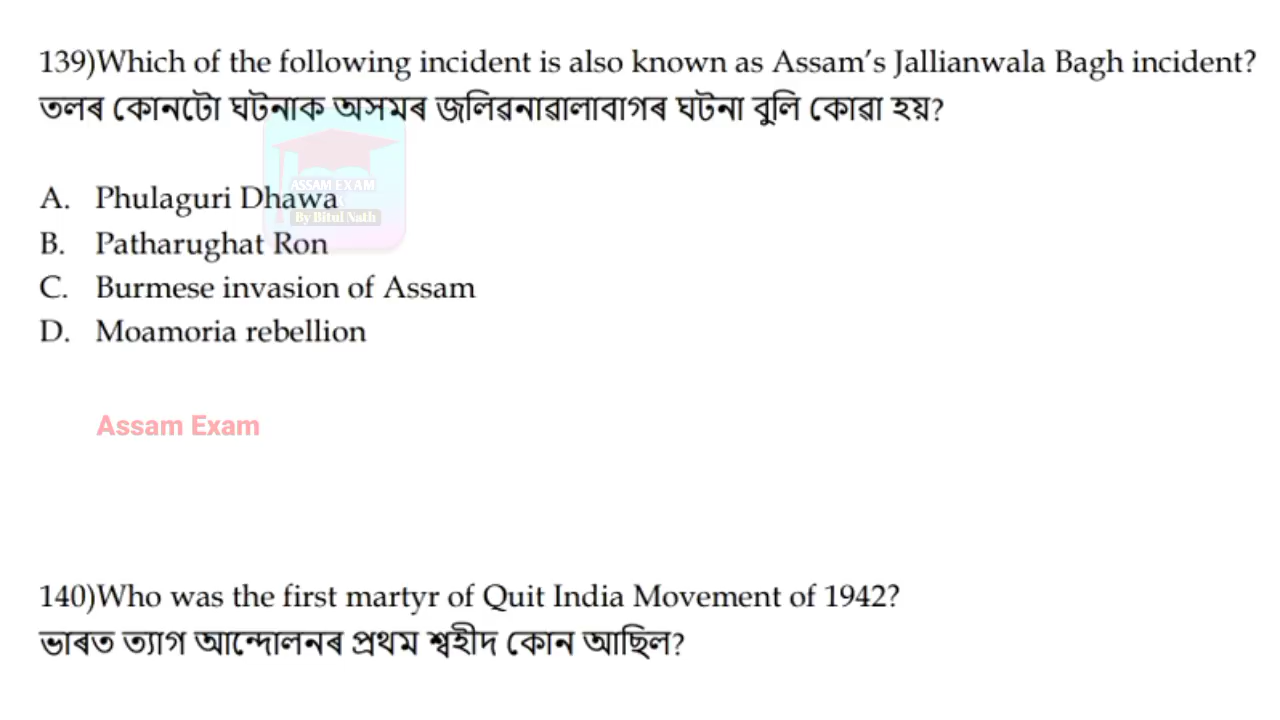 139)Which of the following incident is also known as Assam's Jallianwala Bagh incident?
তলৰ কোনটো ঘটনাক অসমৰ জলিৱনাৱালাবাগৰ ঘটনা বুলি কোৱা হয়?
A. Phulaguri Dhawa
B. Patharughat Ron
C. Burmese invasion of Assam
D. Moamoria rebellion
ASSAM EXAM
By Bitul Nath
Assam Exam
140)Who was the first martyr of Quit India Movement of 1942?
ভাৰত ত্যাগ আন্দোলনৰ প্ৰথম শ্বহীদ কোন আছিল?